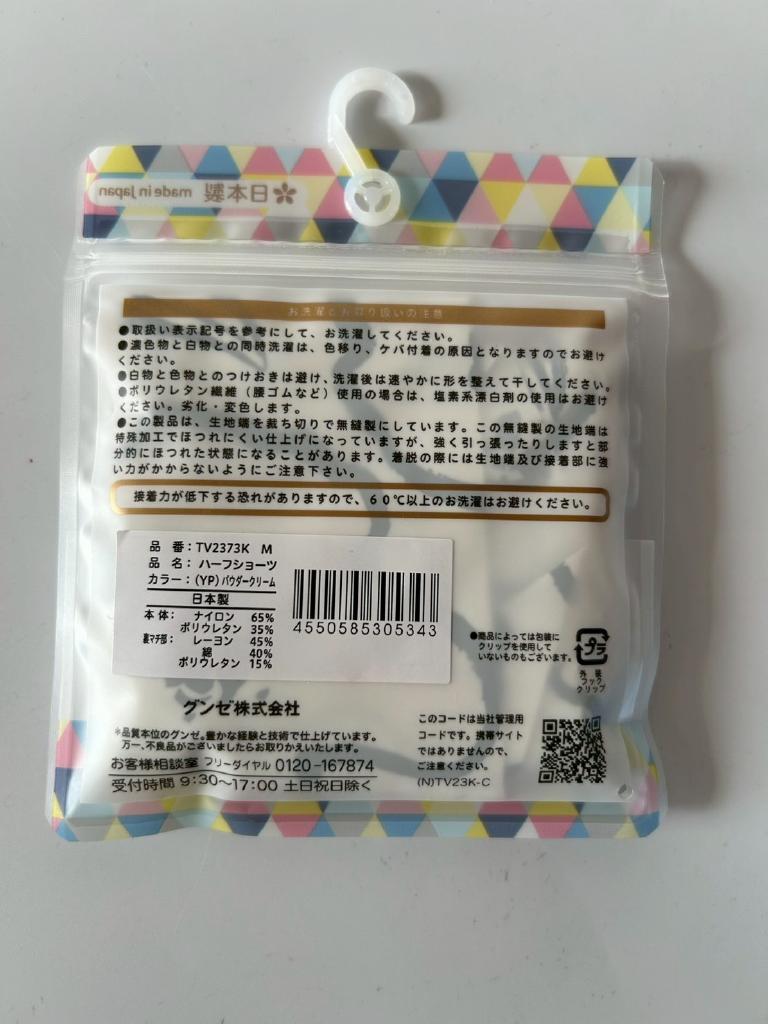 日本製 made in Japan
お洗濯とお取り扱いの注意
●取扱い表示記号を参考にして、お洗濯してください。
●濃色物と白物との同時洗濯は、色移り、ケバ付着の原因となりますのでお避け
ください。
●白物と色物とのつけおきは避け、洗濯後は速やかに形を整えて干してください。
●ポリウレタン繊維（腰ゴムなど）使用の場合は、塩素系漂白剤の使用はお避け
ください。劣化・変色します。
●この製品は、生地端を裁ち切りで無縫製にしています。この無縫製の生地端は
特殊加工でほつれにくい仕上げになっていますが、強く引っ張ったりしますと部
分的にほつれた状態になることがあります。着脱の際には生地端及び接着部に強
い力がかからないようにご注意下さい。
接着力が低下する恐れがありますので、６０℃以上のお洗濯はお避けください。
品 番：TV2373K M
品 名：ハーフショーツ
カラー：(YP)パウダークリーム
日本製
本体： ナイロン 65%
ポリウレタン 35%
裏マチ部： レーヨン 45%
綿 40%
ポリウレタン 15%
4550585305343
●商品によっては包装に
クリップを使用して
いないものもございます。
プラ
外装
フック
クリップ
グンゼ株式会社
*品質本位のグンゼ。豊かな経験と技術で仕上げています。
万一、不良品がございましたらお取りかえいたします。
お客様相談室 フリーダイヤル 0120-167874
受付時間 9:30～17:00 土日祝日除く
このコードは当社管理用
コードです。携帯サイト
ではありませんので、
ご注意ください。
(N)TV23K-C